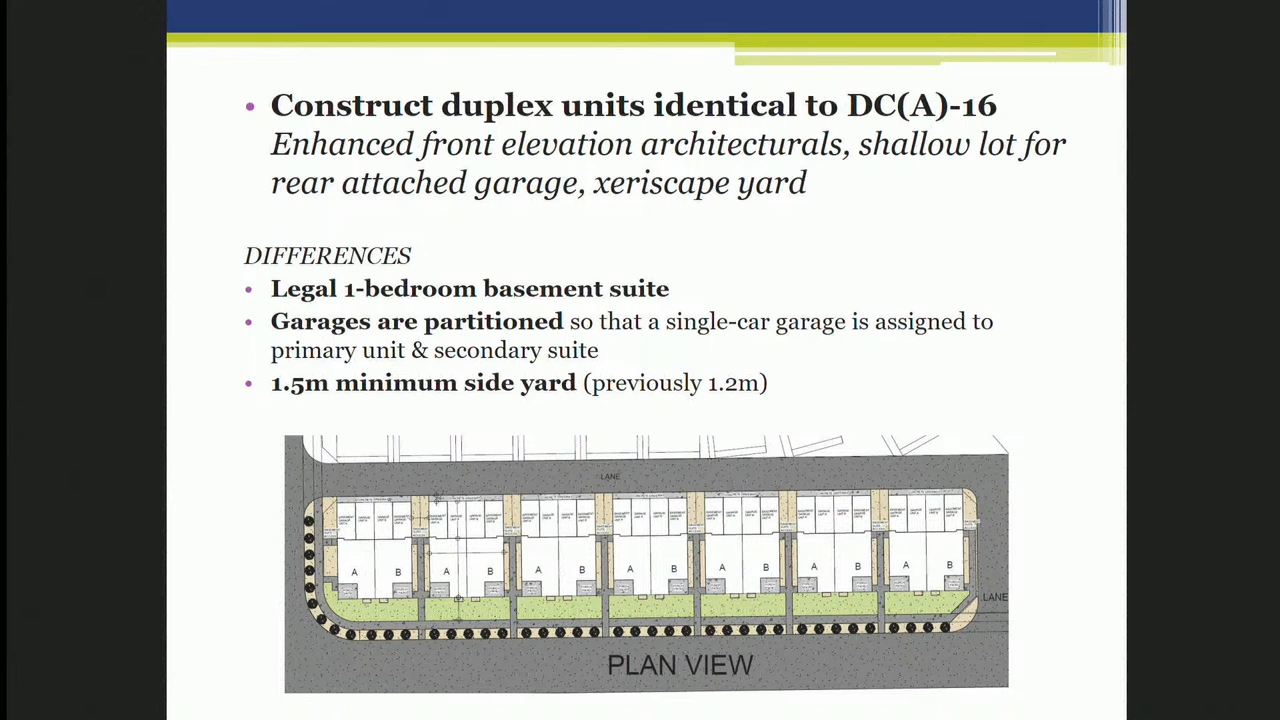 • Construct duplex units identical to DC(A)-16
Enhanced front elevation architecturals, shallow lot for
rear attached garage, xeriscape yard
DIFFERENCES
• Legal 1-bedroom basement suite
• Garages are partitioned so that a single-car garage is assigned to
primary unit & secondary suite
• 1.5m minimum side yard (previously 1.2m)
LANE
A B A B A B A B A B A B A B
LANE
PLAN VIEW